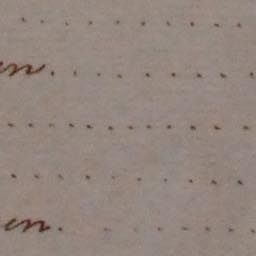 . . . . . . . . . .
en . . . . . . . . .
. . . . . . . . . . .
. . . . . . . . . .
en . . . . . . . .